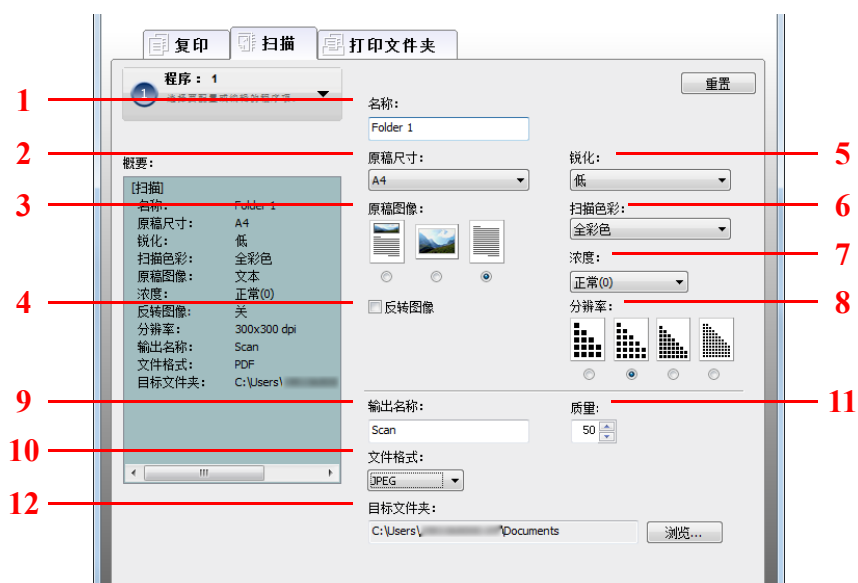 复印
扫描
打印文件夹
1
程序： 1
重置
1
名称：
Folder 1
2
原稿尺寸：
锐化：
5
概要：
A4
低
[扫描]
3
名称： Folder 1
原稿图像：
扫描色彩：
6
原稿尺寸： A4
全彩色
锐化： 低
扫描色彩： 全彩色
浓度：
7
原稿图像： 文本
正常(0)
浓度： 正常(0)
4
反转图像： 关
反转图像
分辨率：
8
分辨率： 300x300 dpi
输出名称： Scan
文件格式： PDF
目标文件夹： C:\Users\
9
输出名称：
质量：
11
Scan
50
10
文件格式：
JPEG
12
目标文件夹：
C:\Users\
\Documents
浏览...